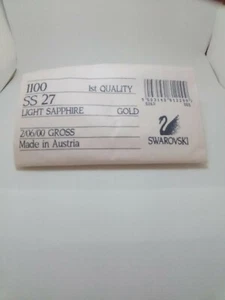 1100 1st QUALITY
SS 27
LIGHT SAPPHIRE GOLD
2/06/00 GROSS
Made in Austria
SWAROVSKI